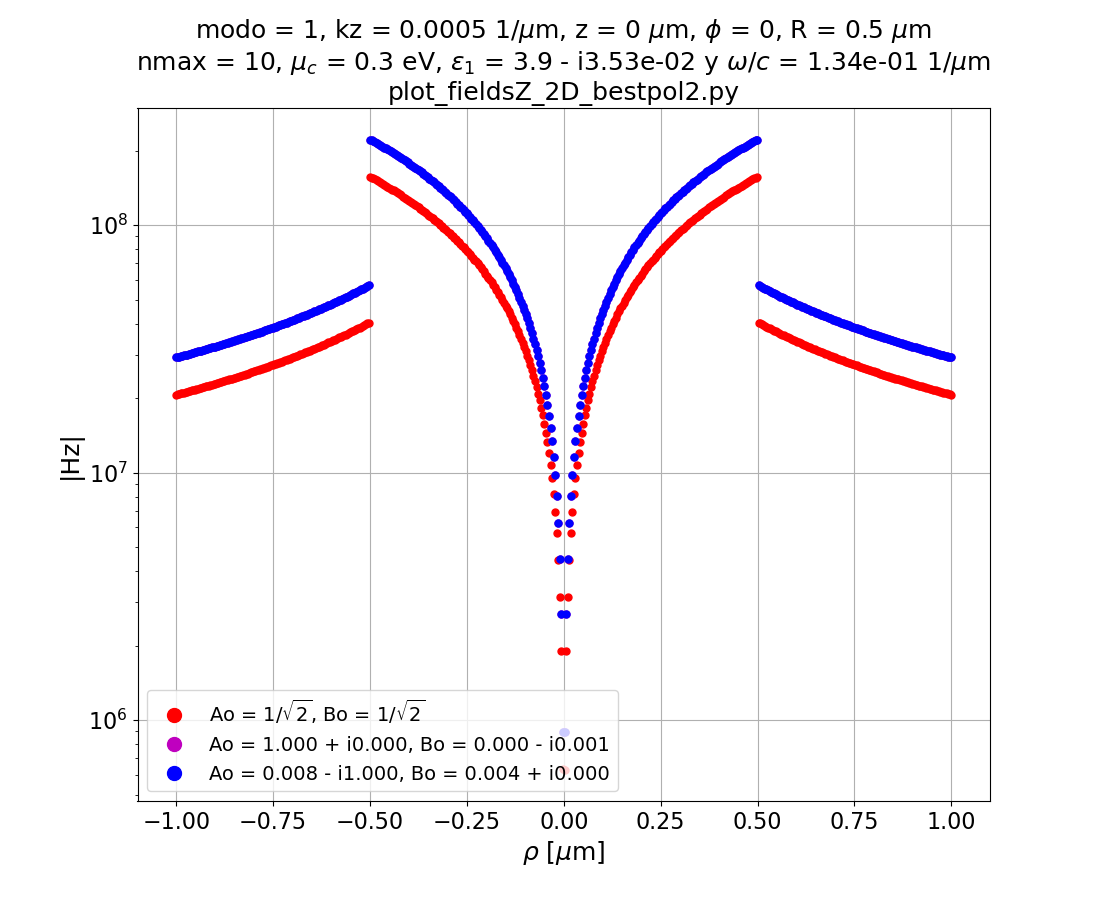 modo = 1, kz = 0.0005 1/μm, z = 0 μm, ϕ = 0, R = 0.5 μm
nmax = 10, μc = 0.3 eV, ε1 = 3.9 - i3.53e-02 y ω/c = 1.34e-01 1/μm
plot_fieldsZ_2D_bestpol2.py
|Hz|
10^8
10^7
10^6
Ao = 1/√2, Bo = 1/√2
Ao = 1.000 + i0.000, Bo = 0.000 - i0.001
Ao = 0.008 - i1.000, Bo = 0.004 + i0.000
−1.00 −0.75 −0.50 −0.25 0.00 0.25 0.50 0.75 1.00
ρ [μm]